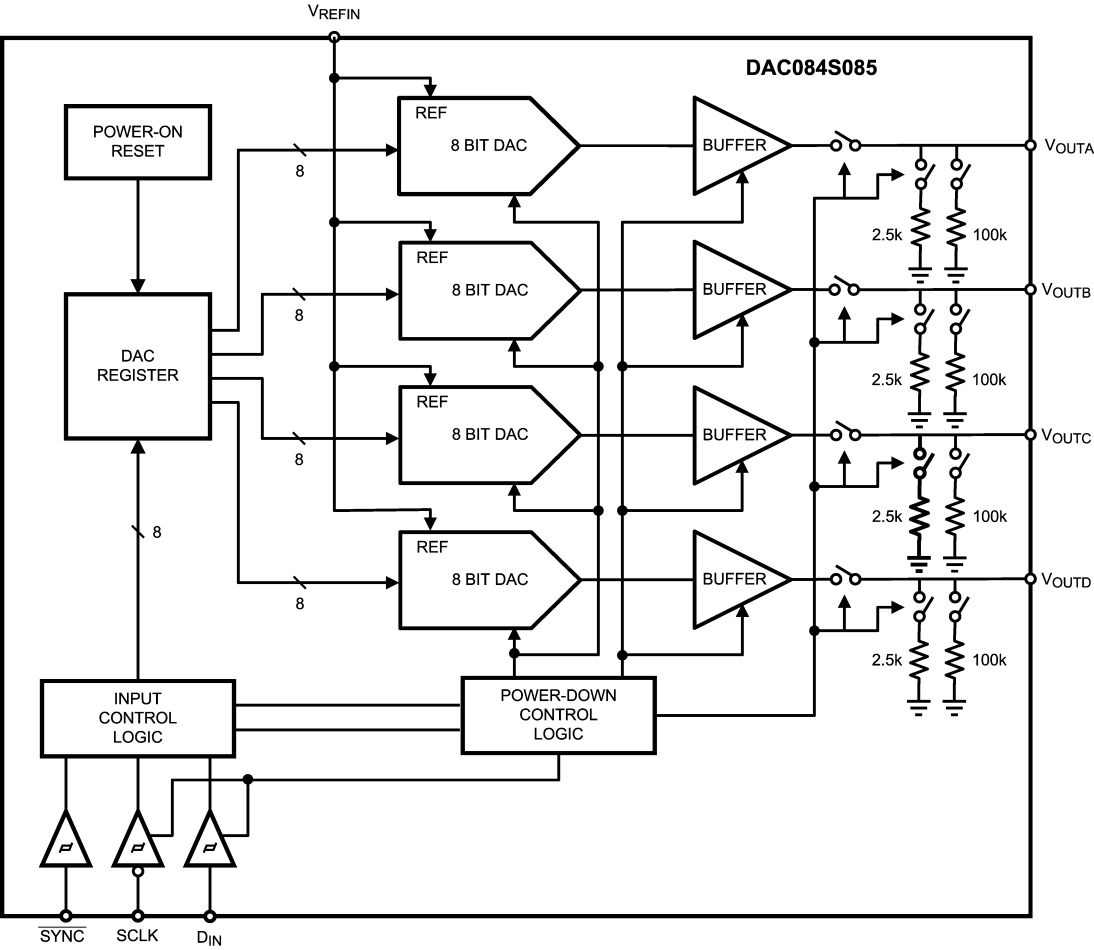 VREFIN
DAC084S085
POWER-ON
RESET
REF
8 BIT DAC
BUFFER
VOUTA
8
2.5k
100k
REF
8 BIT DAC
BUFFER
VOUTB
8
DAC
REGISTER
2.5k
100k
REF
8 BIT DAC
BUFFER
VOUTC
8
2.5k
100k
8
REF
8 BIT DAC
BUFFER
VOUTD
8
2.5k
100k
INPUT
CONTROL
LOGIC
POWER-DOWN
CONTROL
LOGIC
SYNC
SCLK
DIN